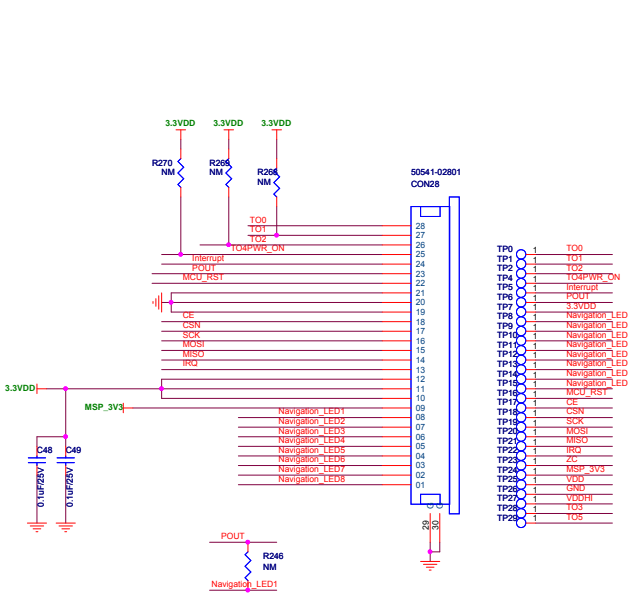 3.3VDD 3.3VDD 3.3VDD
R270 NM
R269 NM
R268 NM
50541-02801
CON28
TO0 28
TO1 27
TO2 26
TO4PWR_ON 25
Interrupt 24
POUT 23
MCU_RST 22
21
20
19
CE 18
CSN 17
SCK 16
MOSI 15
MISO 14
IRQ 13
12
3.3VDD 11
10
MSP_3V3 09
Navigation_LED1 08
Navigation_LED2 07
Navigation_LED3 06
Navigation_LED4 05
Navigation_LED5 04
Navigation_LED6 03
Navigation_LED7 02
Navigation_LED8 01
29 30
C48 0.1uF/25V
C49 0.1uF/25V
POUT
R246
NM
Navigation_LED1
TP0 1 TO0
TP1 1 TO1
TP2 1 TO2
TP4 1 TO4PWR_ON
TP5 1 Interrupt
TP6 1 POUT
TP7 1 3.3VDD
TP8 1 Navigation_LED
TP9 1 Navigation_LED
TP10 1 Navigation_LED
TP11 1 Navigation_LED
TP12 1 Navigation_LED
TP13 1 Navigation_LED
TP14 1 Navigation_LED
TP15 1 Navigation_LED
TP16 1 MCU_RST
TP17 1 CE
TP18 1 CSN
TP19 1 SCK
TP20 1 MOSI
TP21 1 MISO
TP22 1 IRQ
TP23 1 ZC
TP24 1 MSP_3V3
TP25 1 VDD
TP26 1 GND
TP27 1 VDDHI
TP28 1 TO3
TP29 1 TO5